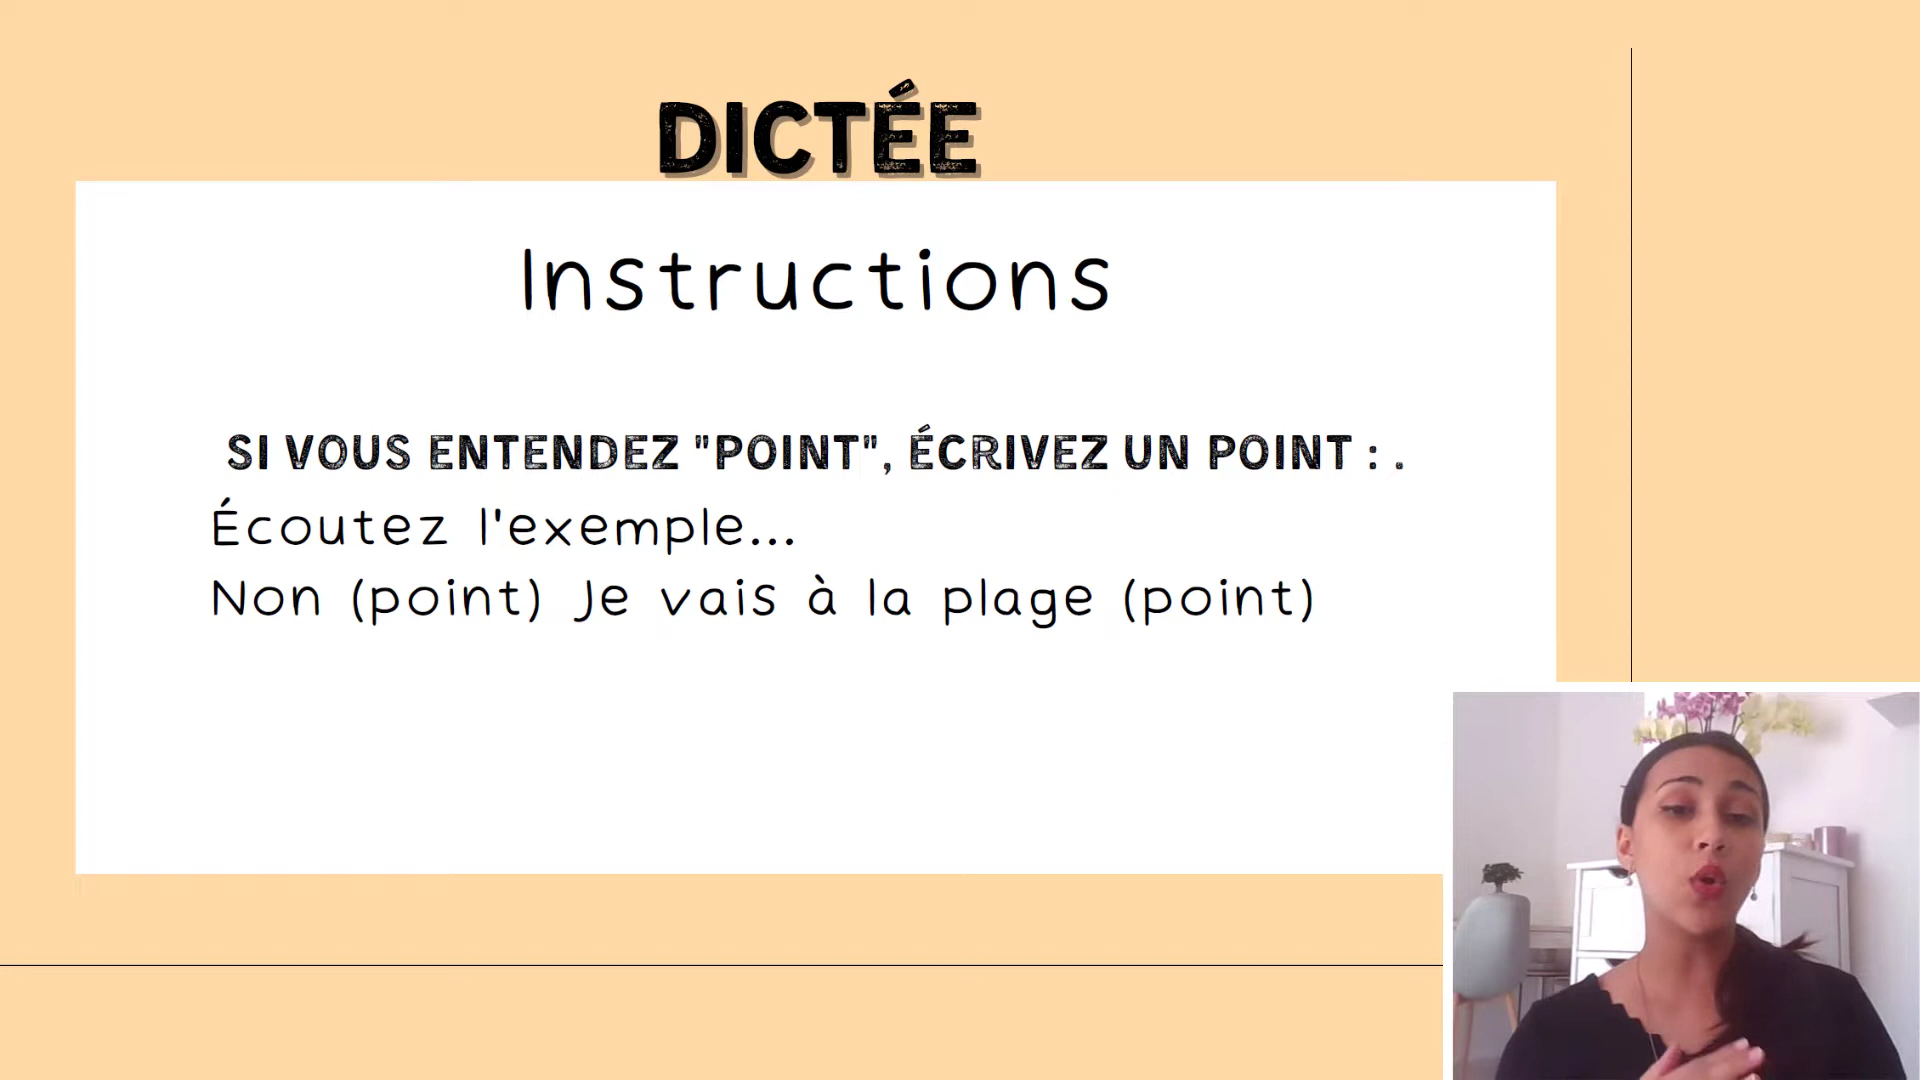 DICTÉE
Instructions
SI VOUS ENTENDEZ "POINT", ÉCRIVEZ UN POINT : .
Écoutez l'exemple...
Non (point) Je vais à la plage (point)